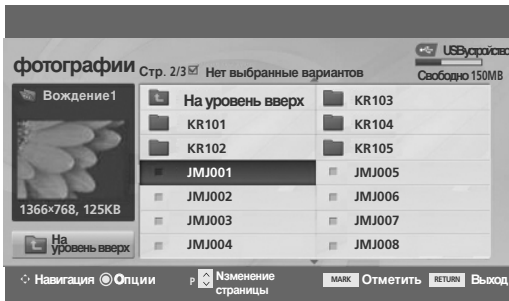 USBусройство
фотографии Стр. 2/3 Нет выбранные вариантов
Свободно 150MB
Вождение1
На уровень вверх
KR103
KR101
KR104
KR102
KR105
JMJ001
JMJ005
JMJ002
JMJ006
JMJ003
JMJ007
JMJ004
JMJ008
1366×768, 125KB
На
уровень вверх
Навигация
Опции
P
Nзменение
страницы
MARK Отметить
RETURN Выход